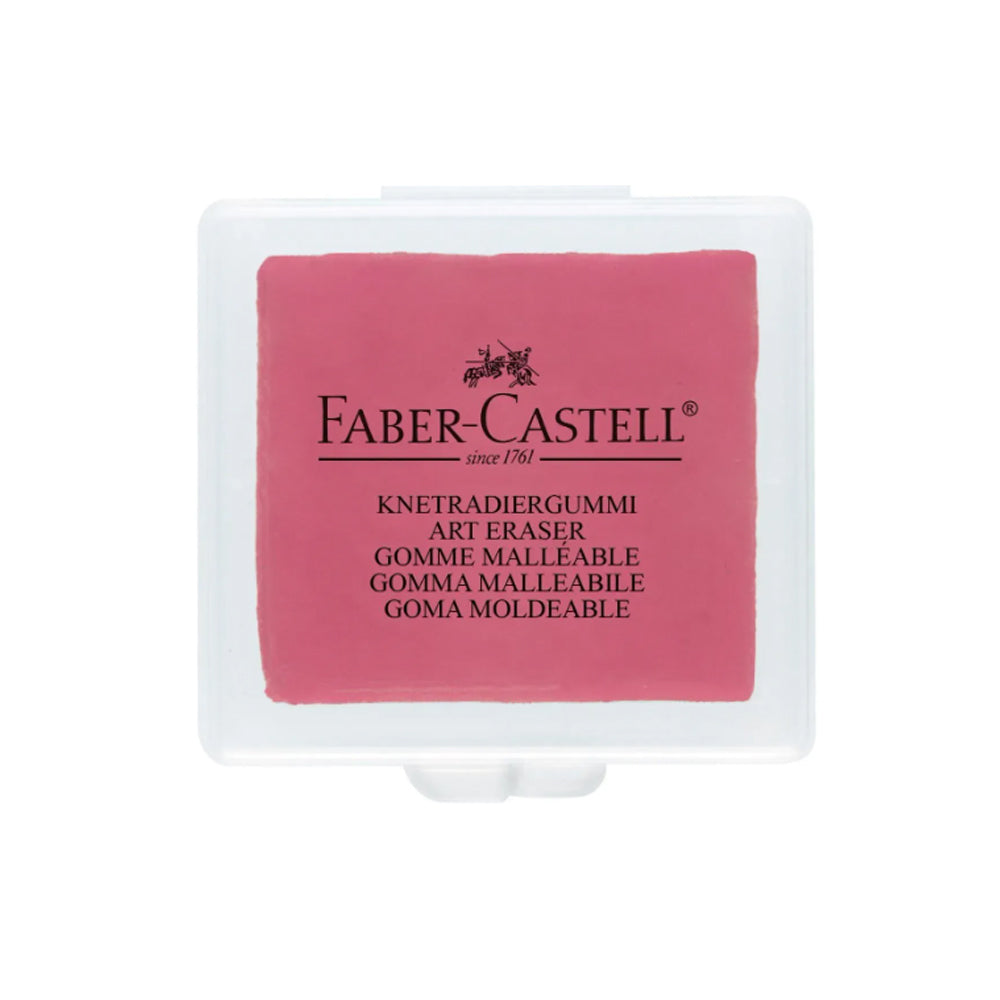 FABER-CASTELL®
since 1761
KNETRADIERGUMMI
ART ERASER
GOMME MALLÉABLE
GOMMA MALLEABILE
GOMA MOLDEABLE